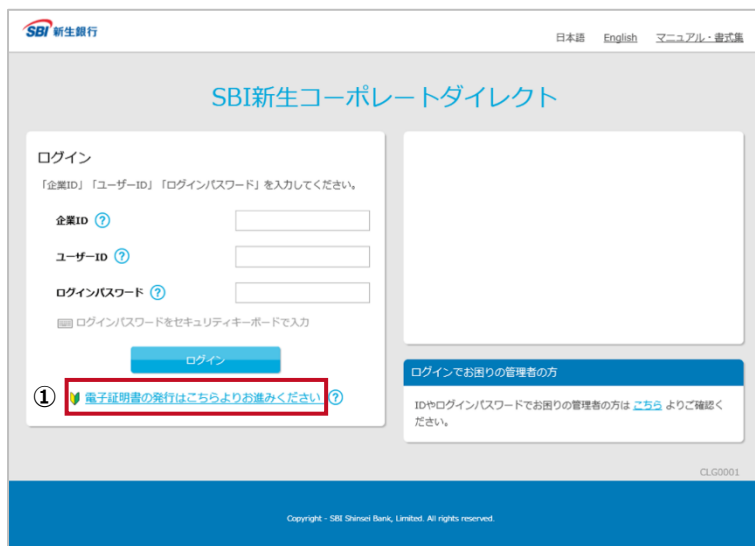 SBI 新生銀行
日本語 English マニュアル・書式集
SBI新生コーポレートダイレクト
ログイン
「企業ID」「ユーザーID」「ログインパスワード」を入力してください。
企業ID ?
ユーザーID ?
ログインパスワード ?
ログインパスワードをセキュリティキーボードで入力
ログイン
① 電子証明書の発行はこちらよりお進みください ?
ログインでお困りの管理者の方
IDやログインパスワードでお困りの管理者の方は こちら よりご確認く
ださい。
CLG0001
Copyright - SBI Shinsei Bank, Limited. All rights reserved.